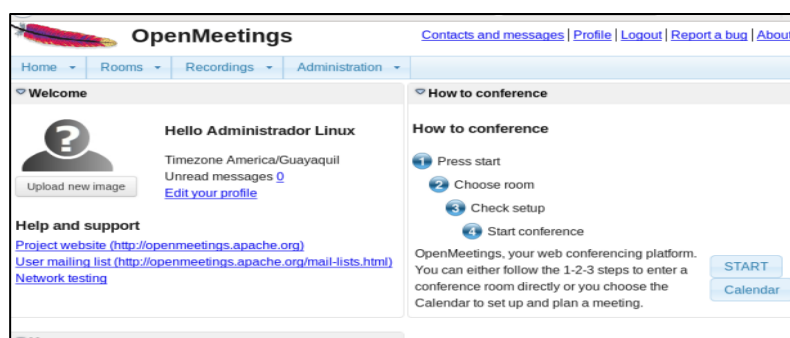 OpenMeetings
Contacts and messages | Profile | Logout | Report a bug | About
Home Rooms Recordings Administration
Welcome
?
Hello Administrador Linux
Timezone America/Guayaquil
Unread messages 0
Edit your profile
Upload new image
Help and support
Project website (http://openmeetings.apache.org)
User mailing list (http://openmeetings.apache.org/mail-lists.html)
Network testing
How to conference
How to conference
1 Press start
2 Choose room
3 Check setup
4 Start conference
OpenMeetings, your web conferencing platform.
You can either follow the 1-2-3 steps to enter a
conference room directly or you choose the
Calendar to set up and plan a meeting.
START
Calendar